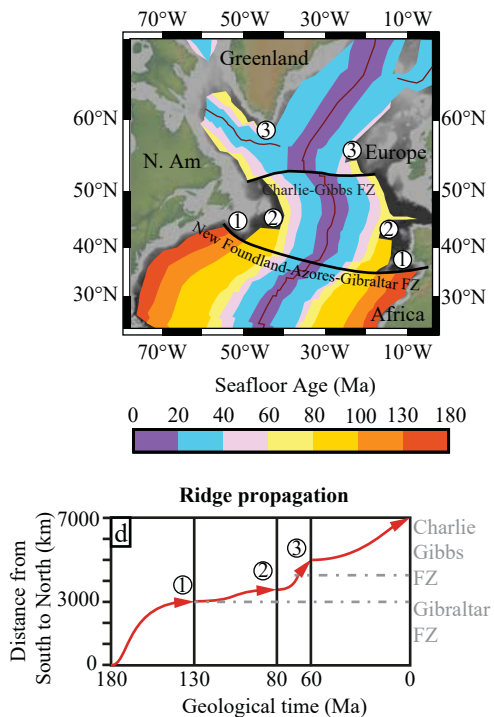 70°W 50°W 30°W 10°W
Greenland
60°N 60°N
3
3
N. Am
Europe
50°N 50°N
Charlie-Gibbs FZ
1 2 2
40°N 40°N
New Foundland-Azores-Gibraltar FZ
1
30°N 30°N
Africa
70°W 50°W 30°W 10°W
Seafloor Age (Ma)
0 20 40 60 80 100 130 180
Ridge propagation
7000
d
Charlie
Gibbs
FZ
3
2
1
3000
Gibraltar
FZ
0
Distance from
South to North (km)
180 130 80 60 0
Geological time (Ma)